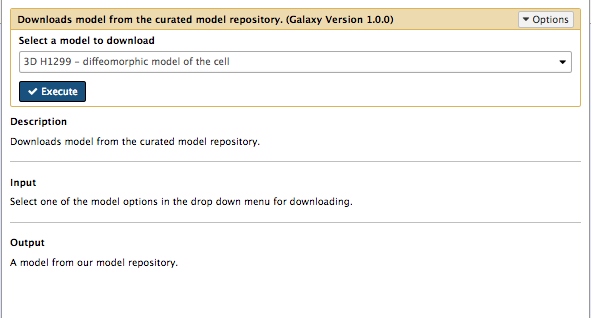 Downloads model from the curated model repository. (Galaxy Version 1.0.0)
Options
Select a model to download
3D H1299 - diffeomorphic model of the cell
Execute
Description
Downloads model from the curated model repository.
Input
Select one of the model options in the drop down menu for downloading.
Output
A model from our model repository.